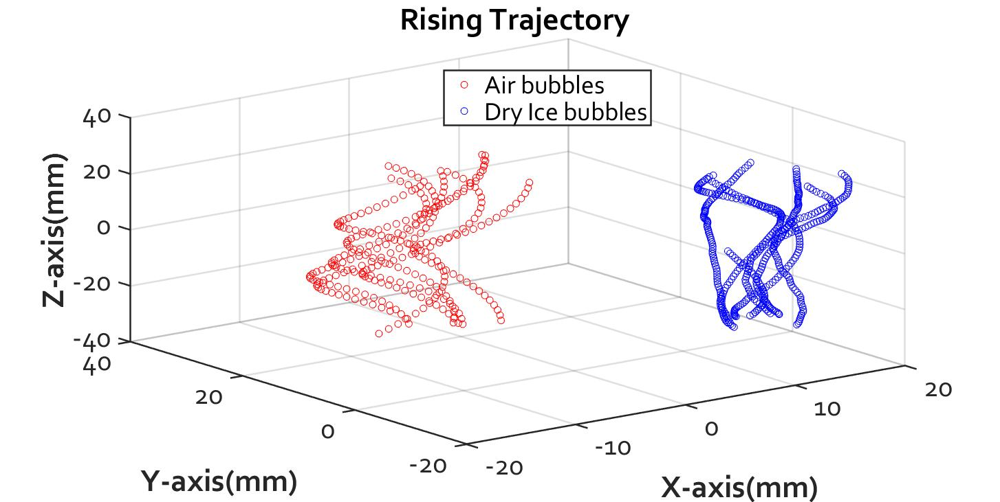 Rising Trajectory
Air bubbles
Dry Ice bubbles
40
20
0
-20
-40
Z-axis(mm)
40
20
0
-20
Y-axis(mm)
-20
-10
0
10
20
X-axis(mm)